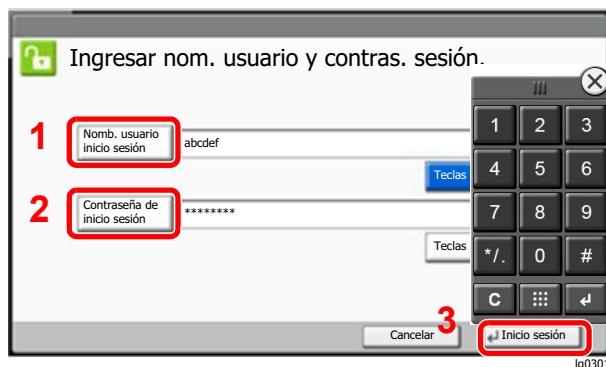 Ingresar nom. usuario y contras. sesión.
1
Nomb. usuario
inicio sesión
abcdef
Teclas
2
Contraseña de
inicio sesión
********
Teclas
1 2 3
4 5 6
7 8 9
*/. 0 #
C
3
Cancelar
Inicio sesión
lg0301